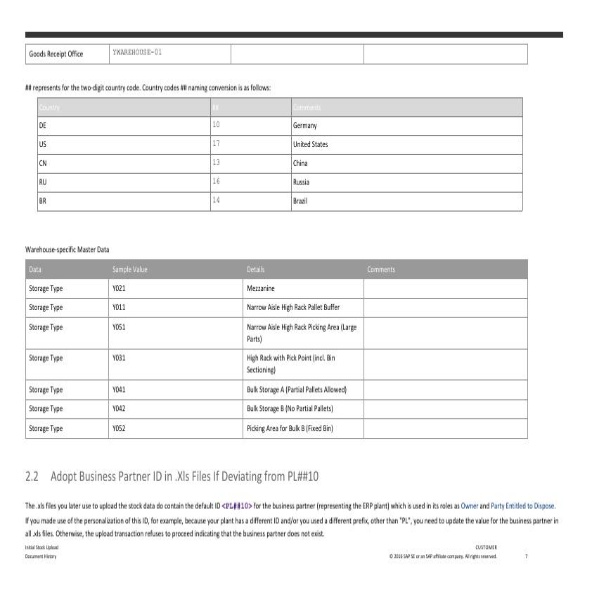 Goods Receipt Office YWAREHOUSE-01
## represents for the two-digit country code. Country codes ## naming conversion is as follows:
Country ## Comments
DE 10 Germany
US 17 United States
CN 13 China
RU 16 Russia
BR 14 Brazil
Warehouse-specific Master Data
Data Sample Value Details Comments
Storage Type Y021 Mezzanine
Storage Type Y011 Narrow Aisle High Rack Pallet Buffer
Storage Type Y051 Narrow Aisle High Rack Picking Area (Large
Parts)
Storage Type Y031 High Rack with Pick Point (incl. Bin
Sectioning)
Storage Type Y041 Bulk Storage A (Partial Pallets Allowed)
Storage Type Y042 Bulk Storage B (No Partial Pallets)
Storage Type Y052 Picking Area for Bulk B (Fixed Bin)
2.2 Adopt Business Partner ID in .Xls Files If Deviating from PL##10
The .xls files you later use to upload the stock data do contain the default ID <PL##10> for the business partner (representing the ERP plant) which is used in its roles as Owner and Party Entitled to Dispose.
If you made use of the personalization of this ID, for example, because your plant has a different ID and/or you used a different prefix, other than "PL", you need to update the value for the business partner in
all .xls files. Otherwise, the upload transaction refuses to proceed indicating that the business partner does not exist.
Initial Stock Upload CUSTOMER
Document History © 2016 SAP SE or an SAP affiliate company. All rights reserved. 7